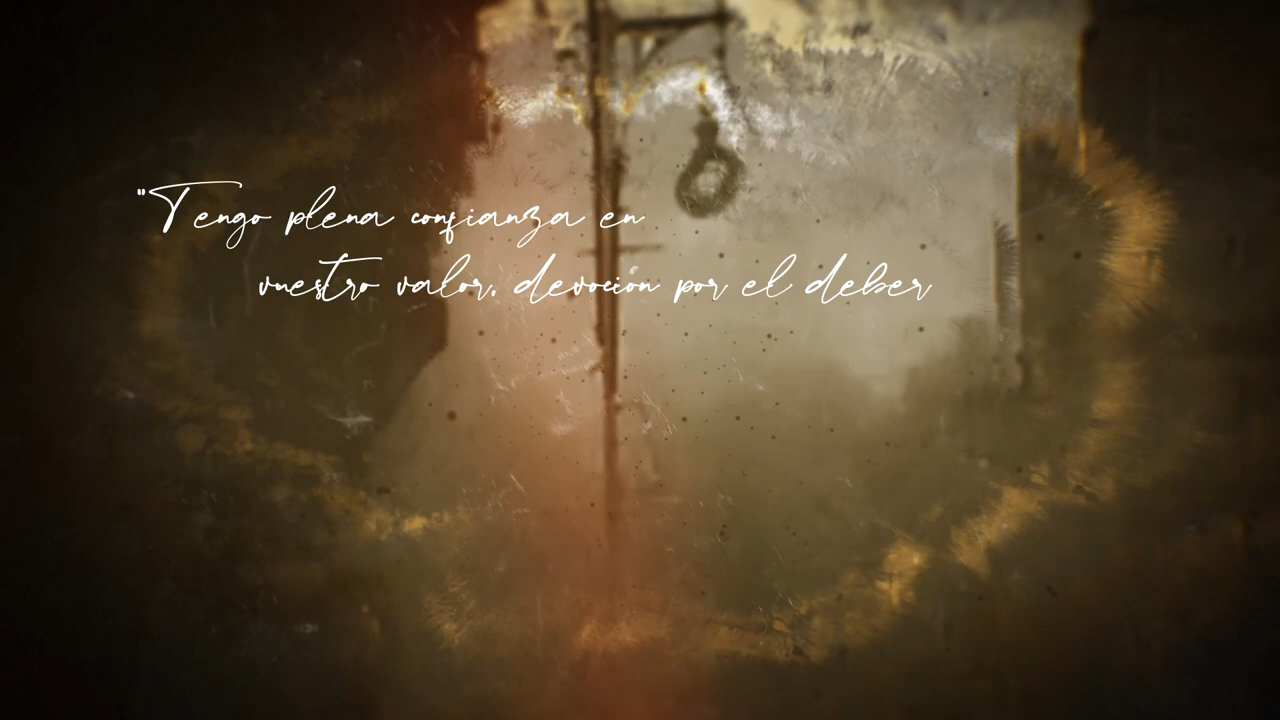 "Tengo plena confianza en
vuestro valor, devoción por el deber